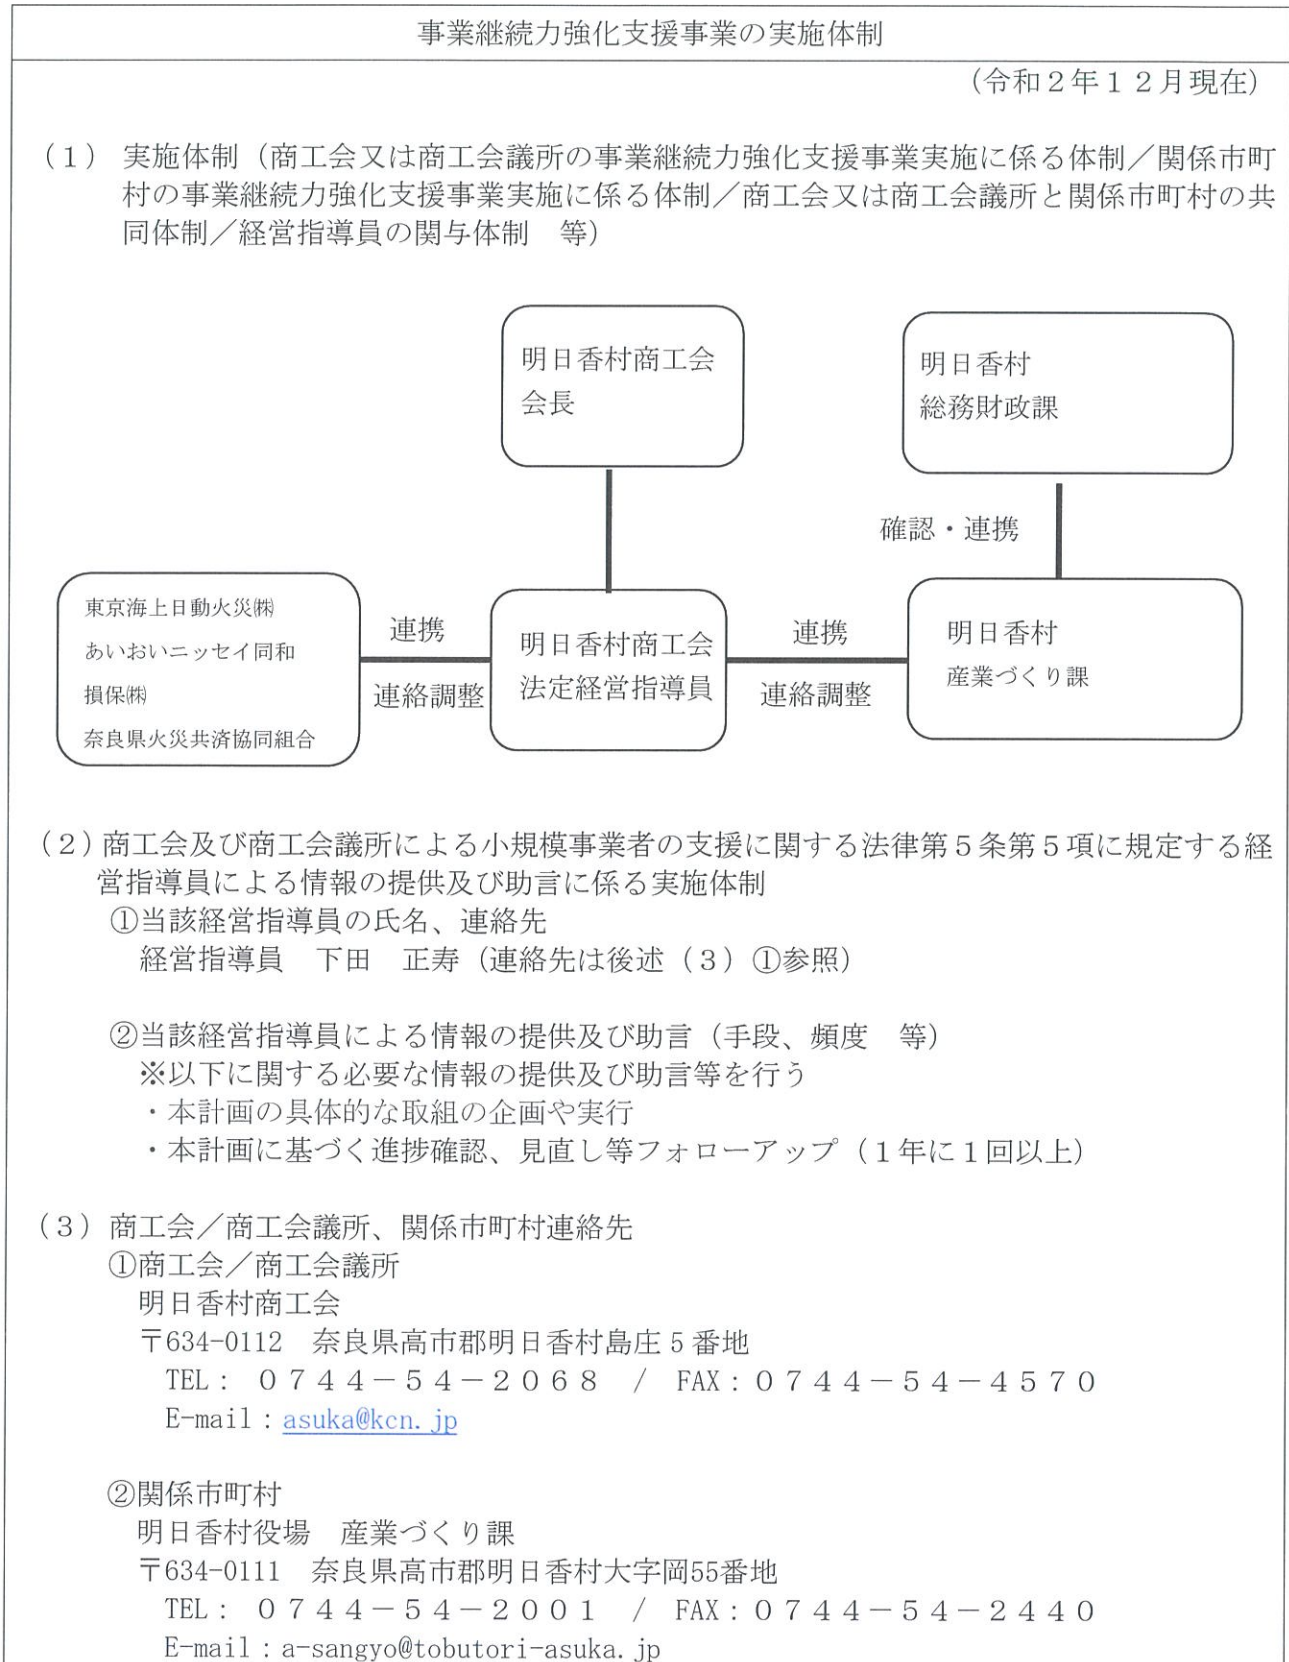 事業継続力強化支援事業の実施体制
（令和２年１２月現在）
（１） 実施体制（商工会又は商工会議所の事業継続力強化支援事業実施に係る体制／関係市町
村の事業継続力強化支援事業実施に係る体制／商工会又は商工会議所と関係市町村の共
同体制／経営指導員の関与体制　等）
明日香村商工会
会長
明日香村
総務財政課
確認・連携
東京海上日動火災㈱
あいおいニッセイ同和
損保㈱
奈良県火災共済協同組合
連携
連絡調整
明日香村商工会
法定経営指導員
連携
連絡調整
明日香村
産業づくり課
（２）商工会及び商工会議所による小規模事業者の支援に関する法律第５条第５項に規定する経
営指導員による情報の提供及び助言に係る実施体制
①当該経営指導員の氏名、連絡先
経営指導員　下田　正寿（連絡先は後述（３）①参照）
②当該経営指導員による情報の提供及び助言（手段、頻度　等）
※以下に関する必要な情報の提供及び助言等を行う
・本計画の具体的な取組の企画や実行
・本計画に基づく進捗確認、見直し等フォローアップ（１年に１回以上）
（３）商工会／商工会議所、関係市町村連絡先
①商工会／商工会議所
明日香村商工会
〒634-0112　奈良県高市郡明日香村島庄５番地
TEL： ０７４４－５４－２０６８ / FAX：０７４４－５４－４５７０
E-mail：asuka@kcn.jp
②関係市町村
明日香村役場　産業づくり課
〒634-0111　奈良県高市郡明日香村大字岡55番地
TEL： ０７４４－５４－２００１ / FAX：０７４４－５４－２４４０
E-mail：a-sangyo@tobutori-asuka.jp